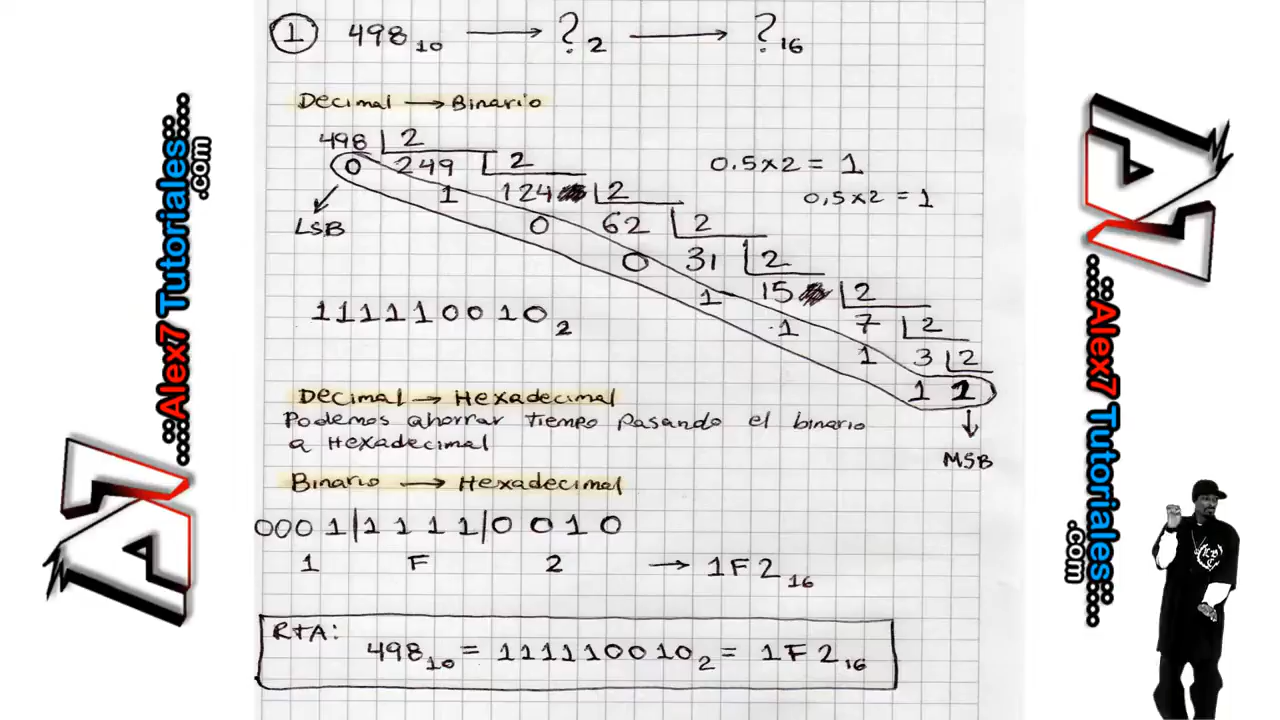 1 498₁₀ → ?₂ → ?₁₆
Decimal → Binario
498 2
0 249 2
1 124 2
0 62 2
0 31 2
1 15 2
1 7 2
1 3 2
1 1
LSB
MSB
0.5x2 = 1
0,5x2 = 1
111110010₂
Decimal → Hexadecimal
Podemos ahorrar tiempo pasando el binario
a Hexadecimal
Binario → Hexadecimal
0001|1111|0010
1 F 2 → 1F2₁₆
RtA:
498₁₀ = 111110010₂ = 1F2₁₆
:::Alex7 Tutoriales:::
.com
:::Alex7 Tutoriales:::
.com